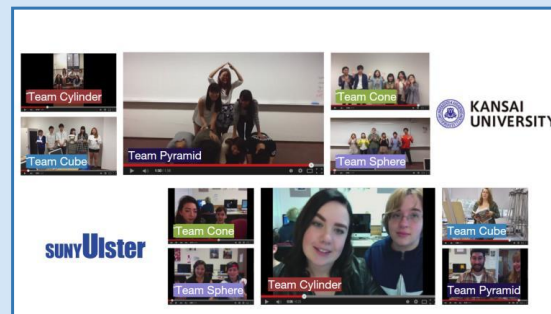 Team Cylinder
Team Cube
Team Pyramid
Team Cone
Team Sphere
KANSAI
UNIVERSITY
SUNY Ulster
Team Cone
Team Sphere
Team Cylinder
Team Cube
Team Pyramid